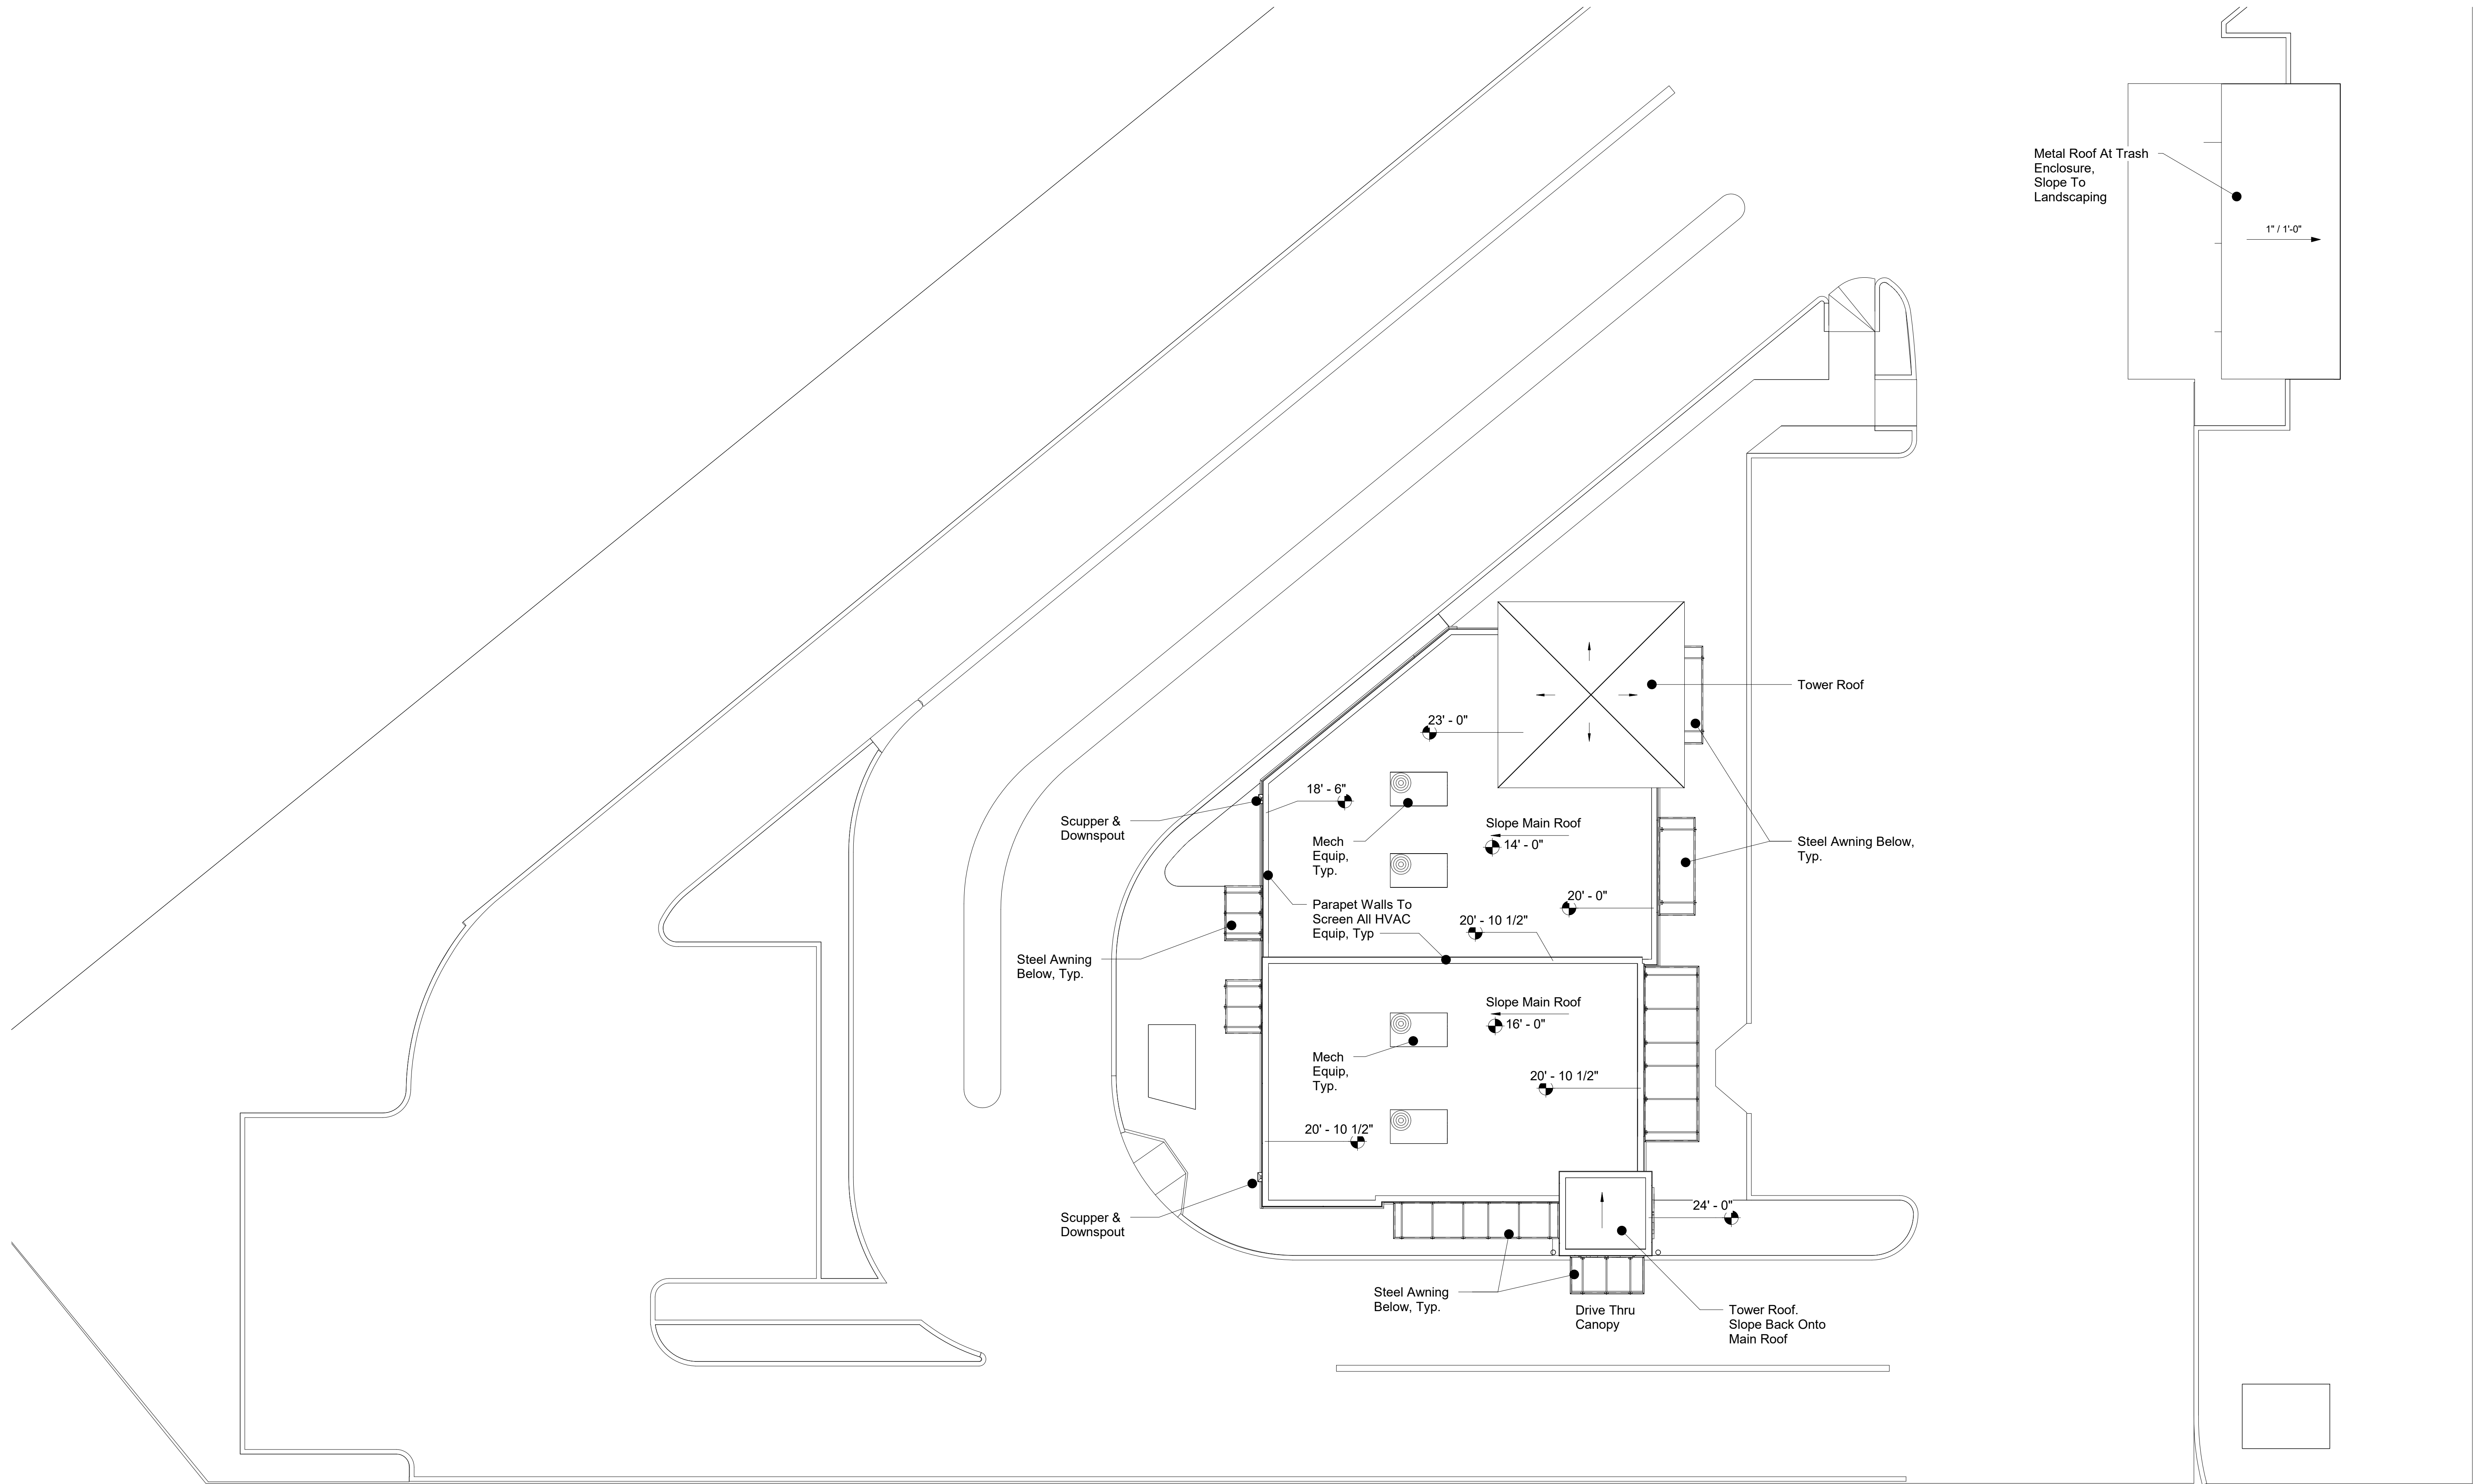 Metal Roof At Trash
Enclosure,
Slope To
Landscaping
1" / 1'-0"
Tower Roof
23' - 0"
18' - 6"
Scupper &
Downspout
Slope Main Roof
14' - 0"
Mech
Equip,
Typ.
Steel Awning Below,
Typ.
20' - 0"
Parapet Walls To
Screen All HVAC
Equip, Typ
20' - 10 1/2"
Steel Awning
Below, Typ.
Slope Main Roof
16' - 0"
Mech
Equip,
Typ.
20' - 10 1/2"
20' - 10 1/2"
Scupper &
Downspout
24' - 0"
Steel Awning
Below, Typ.
Drive Thru
Canopy
Tower Roof.
Slope Back Onto
Main Roof